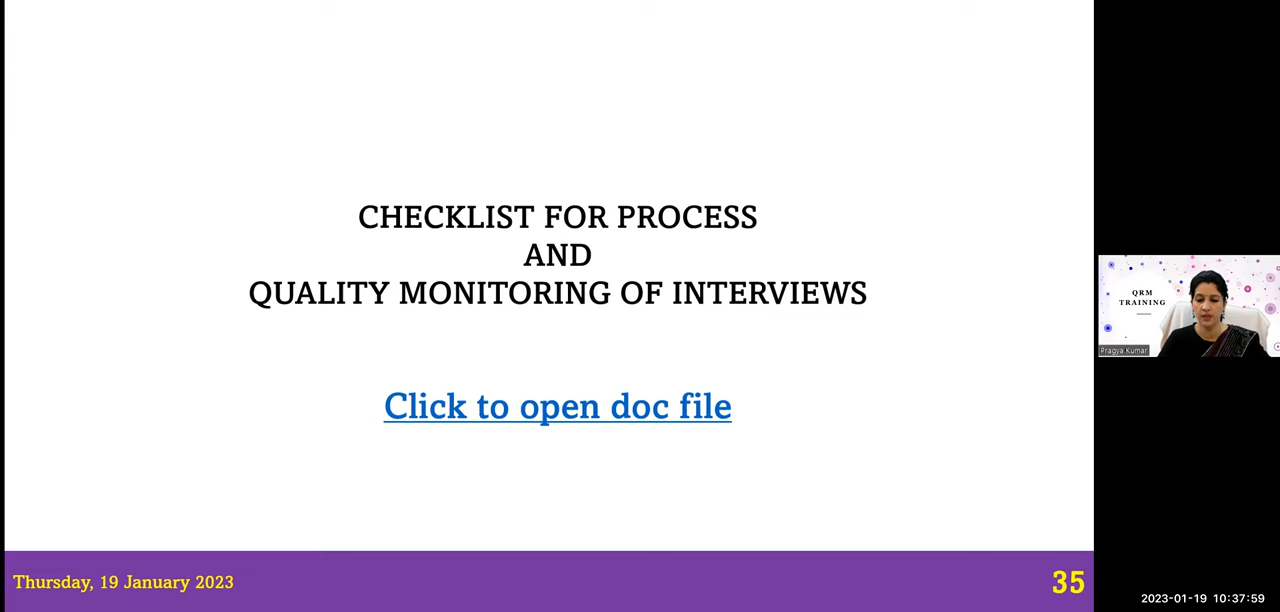 CHECKLIST FOR PROCESS
AND
QUALITY MONITORING OF INTERVIEWS
Click to open doc file
Thursday, 19 January 2023
35
QRM
TRAINING
Pragya Kumar
2023-01-19 10:37:59